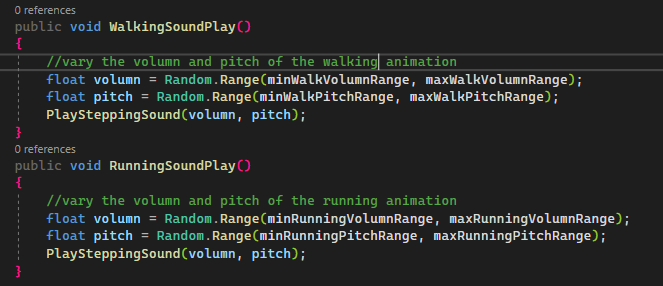 0 references
public void WalkingSoundPlay()
{
//vary the volumn and pitch of the walking animation
float volumn = Random.Range(minWalkVolumnRange, maxWalkVolumnRange);
float pitch = Random.Range(minWalkPitchRange, maxWalkPitchRange);
PlaySteppingSound(volumn, pitch);
}
0 references
public void RunningSoundPlay()
{
//vary the volumn and pitch of the running animation
float volumn = Random.Range(minRunningVolumnRange, maxRunningVolumnRange);
float pitch = Random.Range(minRunningPitchRange, maxRunningPitchRange);
PlaySteppingSound(volumn, pitch);
}